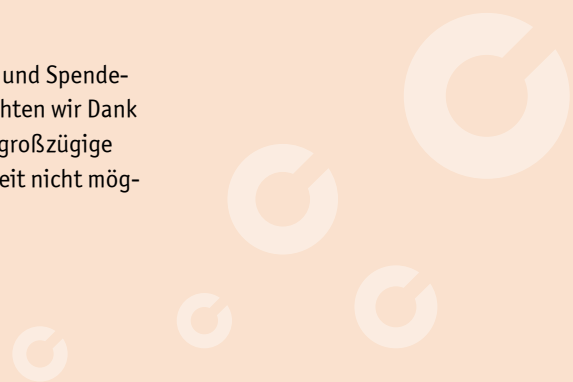 und Spende-
hten wir Dank
großzügige
eit nicht mög-